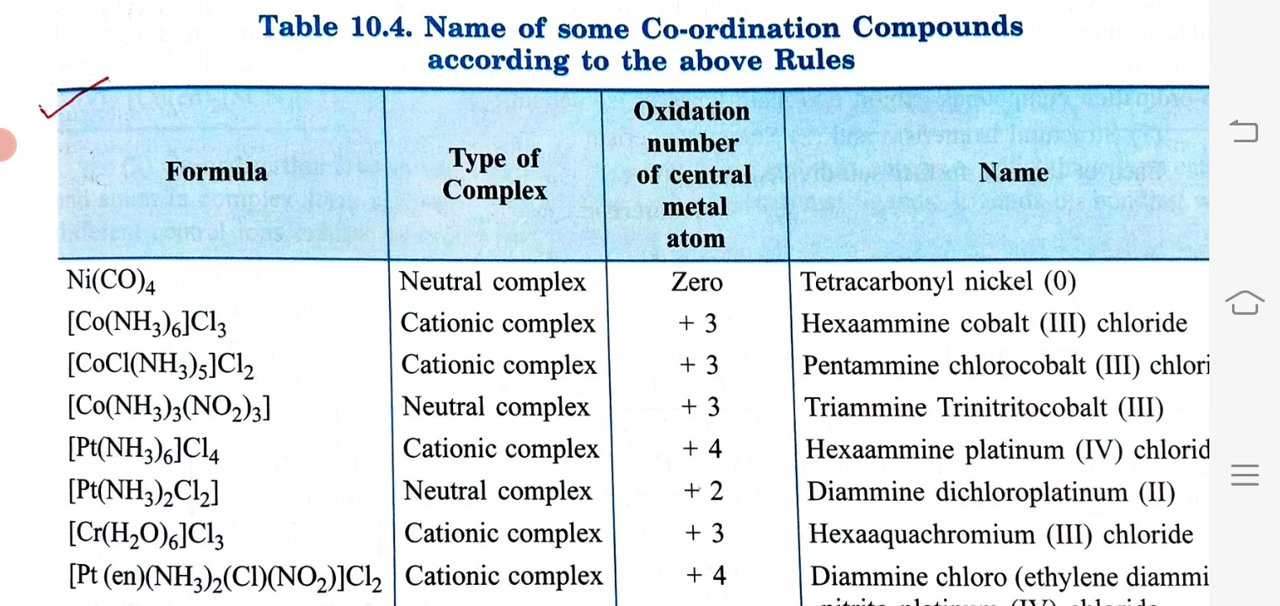 Table 10.4. Name of some Co-ordination Compounds
according to the above Rules
Formula | Type of Complex | Oxidation number of central metal atom | Name
Ni(CO)₄ | Neutral complex | Zero | Tetracarbonyl nickel (0)
[Co(NH₃)₆]Cl₃ | Cationic complex | + 3 | Hexaammine cobalt (III) chloride
[CoCl(NH₃)₅]Cl₂ | Cationic complex | + 3 | Pentammine chlorocobalt (III) chlori
[Co(NH₃)₃(NO₂)₃] | Neutral complex | + 3 | Triammine Trinitritocobalt (III)
[Pt(NH₃)₆]Cl₄ | Cationic complex | + 4 | Hexaammine platinum (IV) chlorid
[Pt(NH₃)₂Cl₂] | Neutral complex | + 2 | Diammine dichloroplatinum (II)
[Cr(H₂O)₆]Cl₃ | Cationic complex | + 3 | Hexaaquachromium (III) chloride
[Pt (en)(NH₃)₂(Cl)(NO₂)]Cl₂ | Cationic complex | + 4 | Diammine chloro (ethylene diammi